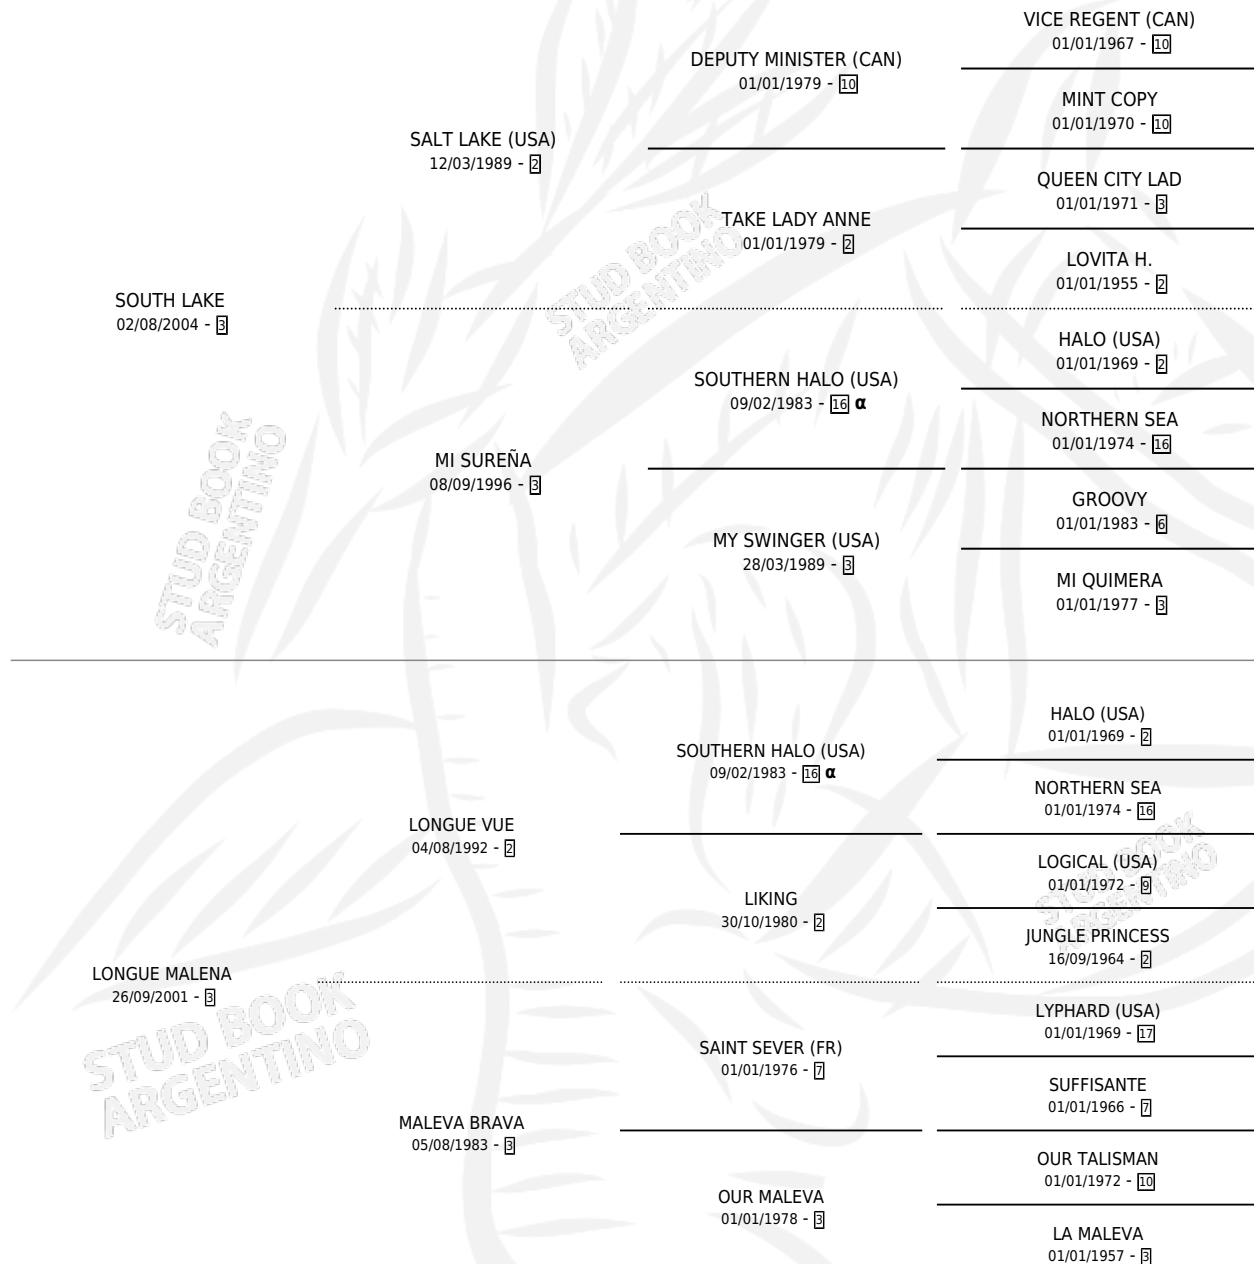 VICE REGENT (CAN)
01/01/1967 - 10
DEPUTY MINISTER (CAN)
01/01/1979 - 10
MINT COPY
01/01/1970 - 10
SALT LAKE (USA)
12/03/1989 - 2
QUEEN CITY LAD
01/01/1971 - 3
TAKE LADY ANNE
01/01/1979 - 2
LOVITA H.
01/01/1955 - 2
SOUTH LAKE
02/08/2004 - 3
HALO (USA)
01/01/1969 - 2
SOUTHERN HALO (USA)
09/02/1983 - 16 α
NORTHERN SEA
01/01/1974 - 16
MI SUREÑA
08/09/1996 - 3
GROOVY
01/01/1983 - 6
MY SWINGER (USA)
28/03/1989 - 3
MI QUIMERA
01/01/1977 - 3
HALO (USA)
01/01/1969 - 2
SOUTHERN HALO (USA)
09/02/1983 - 16 α
NORTHERN SEA
01/01/1974 - 16
LONGUE VUE
04/08/1992 - 2
LOGICAL (USA)
01/01/1972 - 9
LIKING
30/10/1980 - 2
JUNGLE PRINCESS
16/09/1964 - 2
LONGUE MALENA
26/09/2001 - 3
LYPHARD (USA)
01/01/1969 - 17
SAINT SEVER (FR)
01/01/1976 - 7
SUFFISANTE
01/01/1966 - 7
MALEVA BRAVA
05/08/1983 - 3
OUR TALISMAN
01/01/1972 - 10
OUR MALEVA
01/01/1978 - 3
LA MALEVA
01/01/1957 - 3
STUD BOOK
ARGENTINO
STUD BOOK
ARGENTINO
STUD BOOK
ARGENTINO
STUD BOOK
ARGENTINO